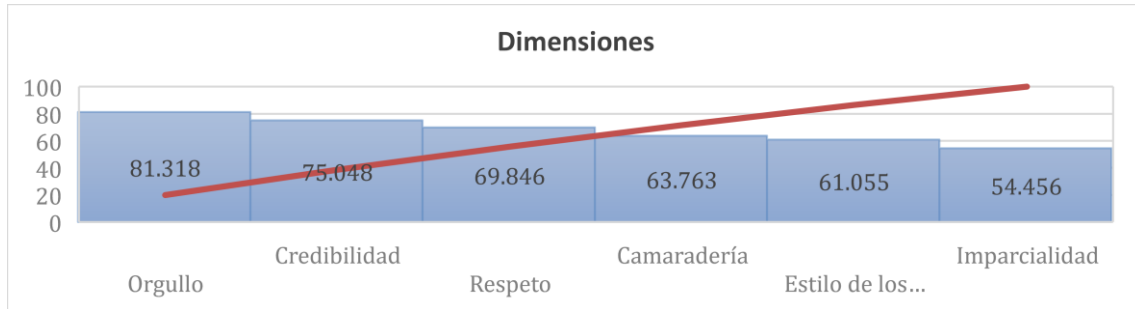 Dimensiones
100
80
60
40
20
0
81.318
75.048
69.846
63.763
61.055
54.456
Credibilidad
Camaradería
Imparcialidad
Orgullo
Respeto
Estilo de los…